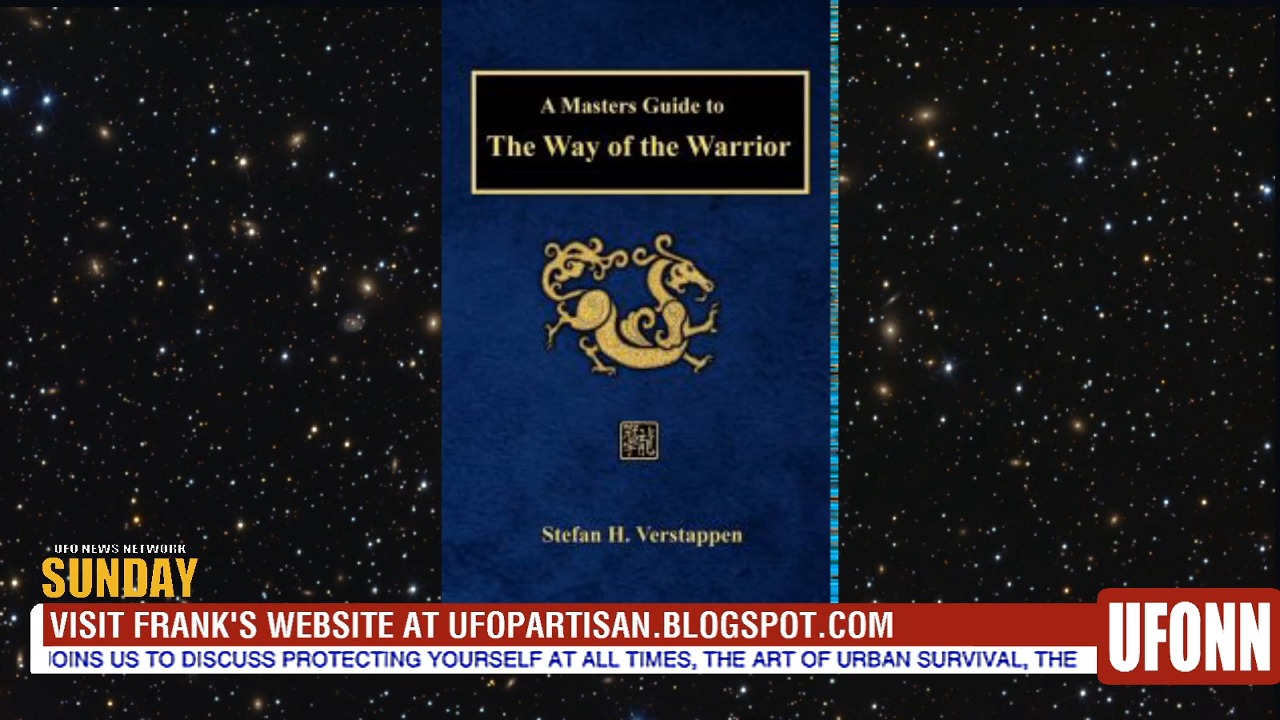 A Masters Guide to
The Way of the Warrior
Stefan H. Verstappen
UFO NEWS NETWORK
SUNDAY
VISIT FRANK'S WEBSITE AT UFOPARTISAN.BLOGSPOT.COM
OINS US TO DISCUSS PROTECTING YOURSELF AT ALL TIMES, THE ART OF URBAN SURVIVAL, THE
UFONN